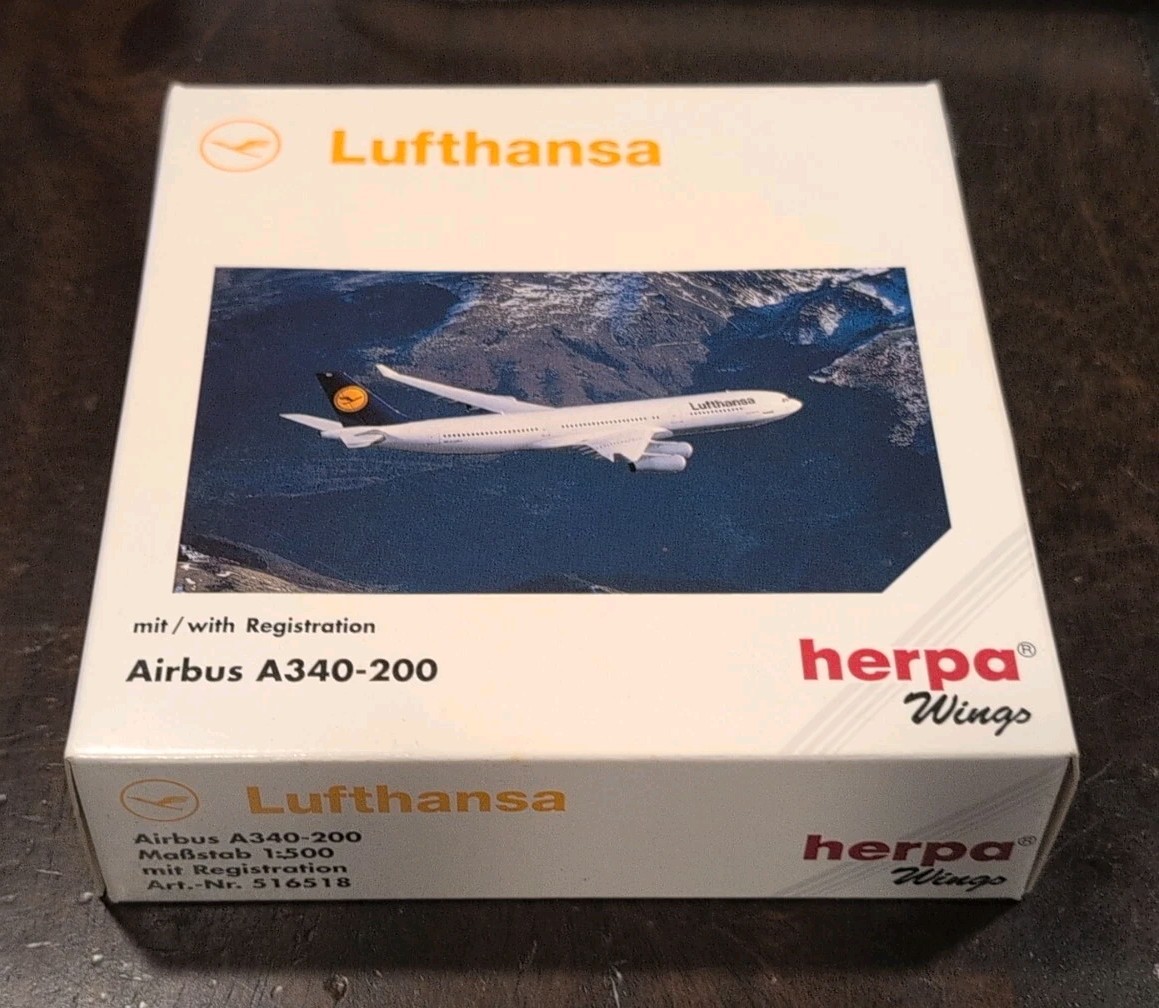 Lufthansa
Lufthansa
mit / with Registration
Airbus A340-200
herpa®
Wings
Lufthansa
Airbus A340-200
Maßstab 1:500
mit Registration
Art.-Nr. 516518
herpa®
Wings